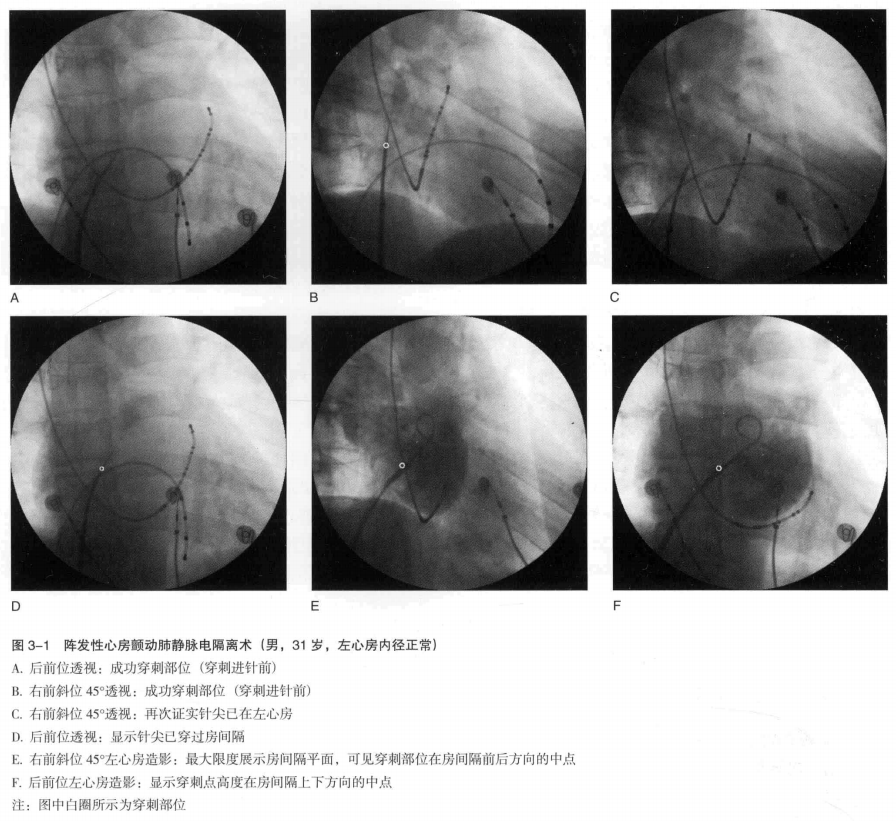 A
B
C
D
E
F
图 3-1 阵发性心房颤动肺静脉电隔离术（男，31 岁，左心房内径正常）
A. 后前位透视：成功穿刺部位（穿刺进针前）
B. 右前斜位 45°透视：成功穿刺部位（穿刺进针前）
C. 右前斜位 45°透视：再次证实针尖已在左心房
D. 后前位透视：显示针尖已穿过房间隔
E. 右前斜位 45°左心房造影：最大限度展示房间隔平面，可见穿刺部位在房间隔前后方向的中点
F. 后前位左心房造影：显示穿刺点高度在房间隔上下方向的中点
注：图中白圈所示为穿刺部位